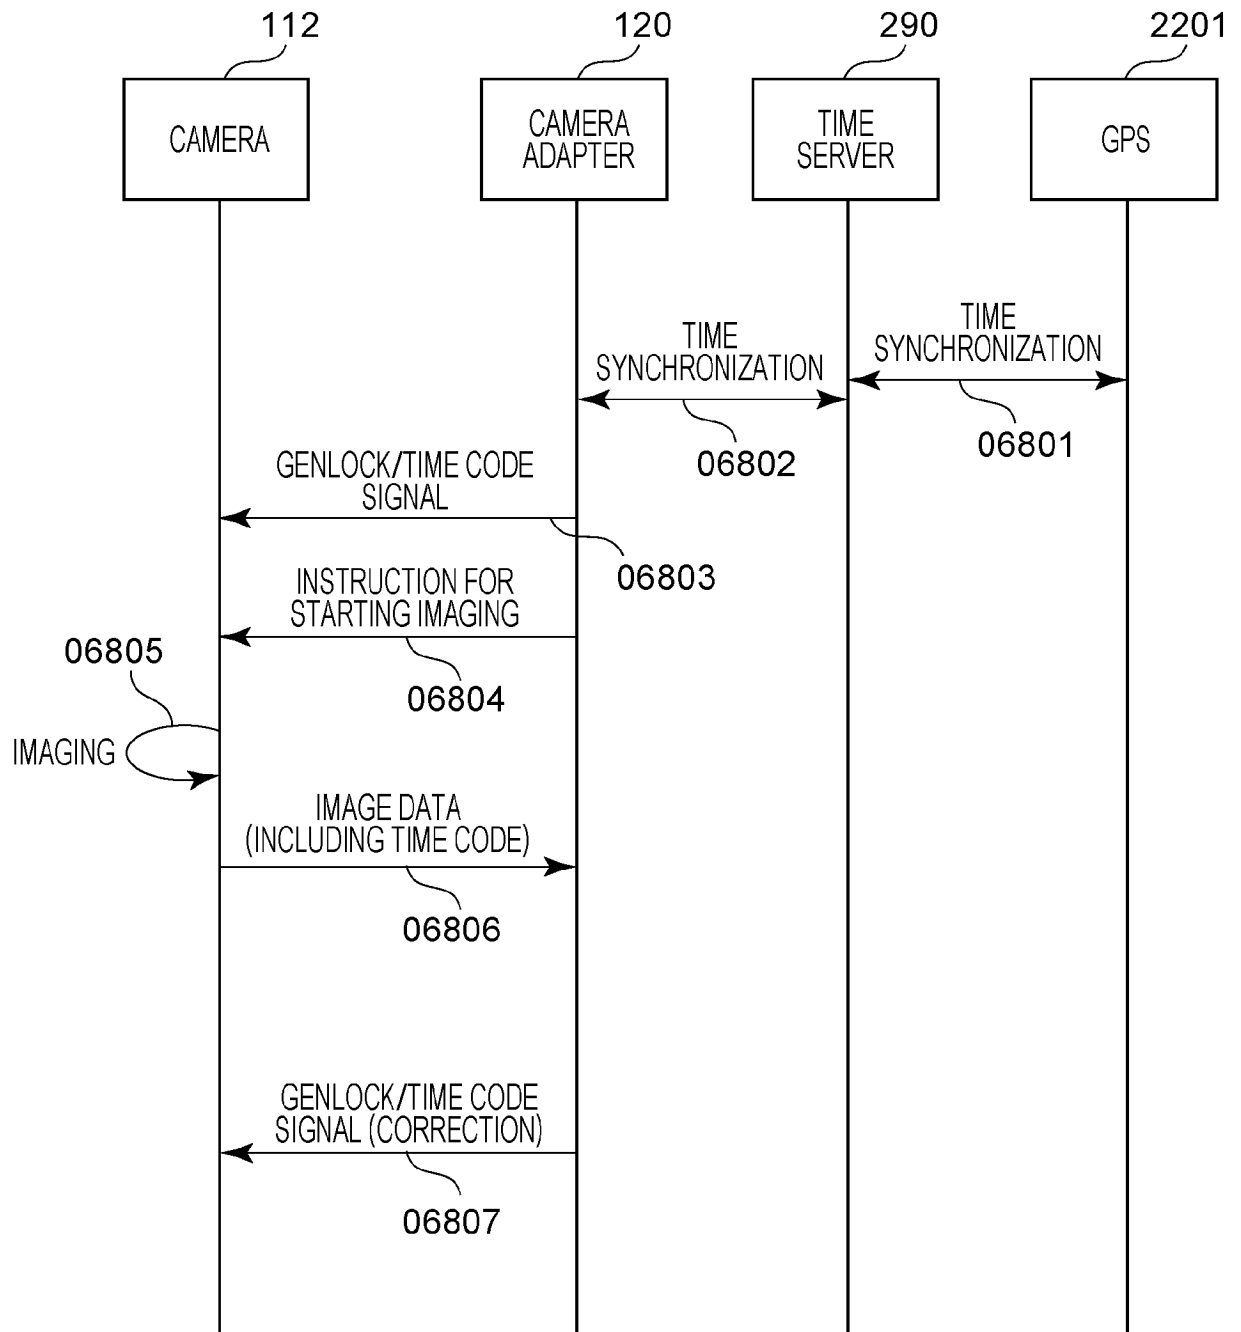 112
120
290
2201
CAMERA
CAMERA
ADAPTER
TIME
SERVER
GPS
TIME
SYNCHRONIZATION
TIME
SYNCHRONIZATION
06801
06802
GENLOCK/TIME CODE
SIGNAL
06803
INSTRUCTION FOR
STARTING IMAGING
06804
06805
IMAGING
IMAGE DATA
(INCLUDING TIME CODE)
06806
GENLOCK/TIME CODE
SIGNAL (CORRECTION)
06807